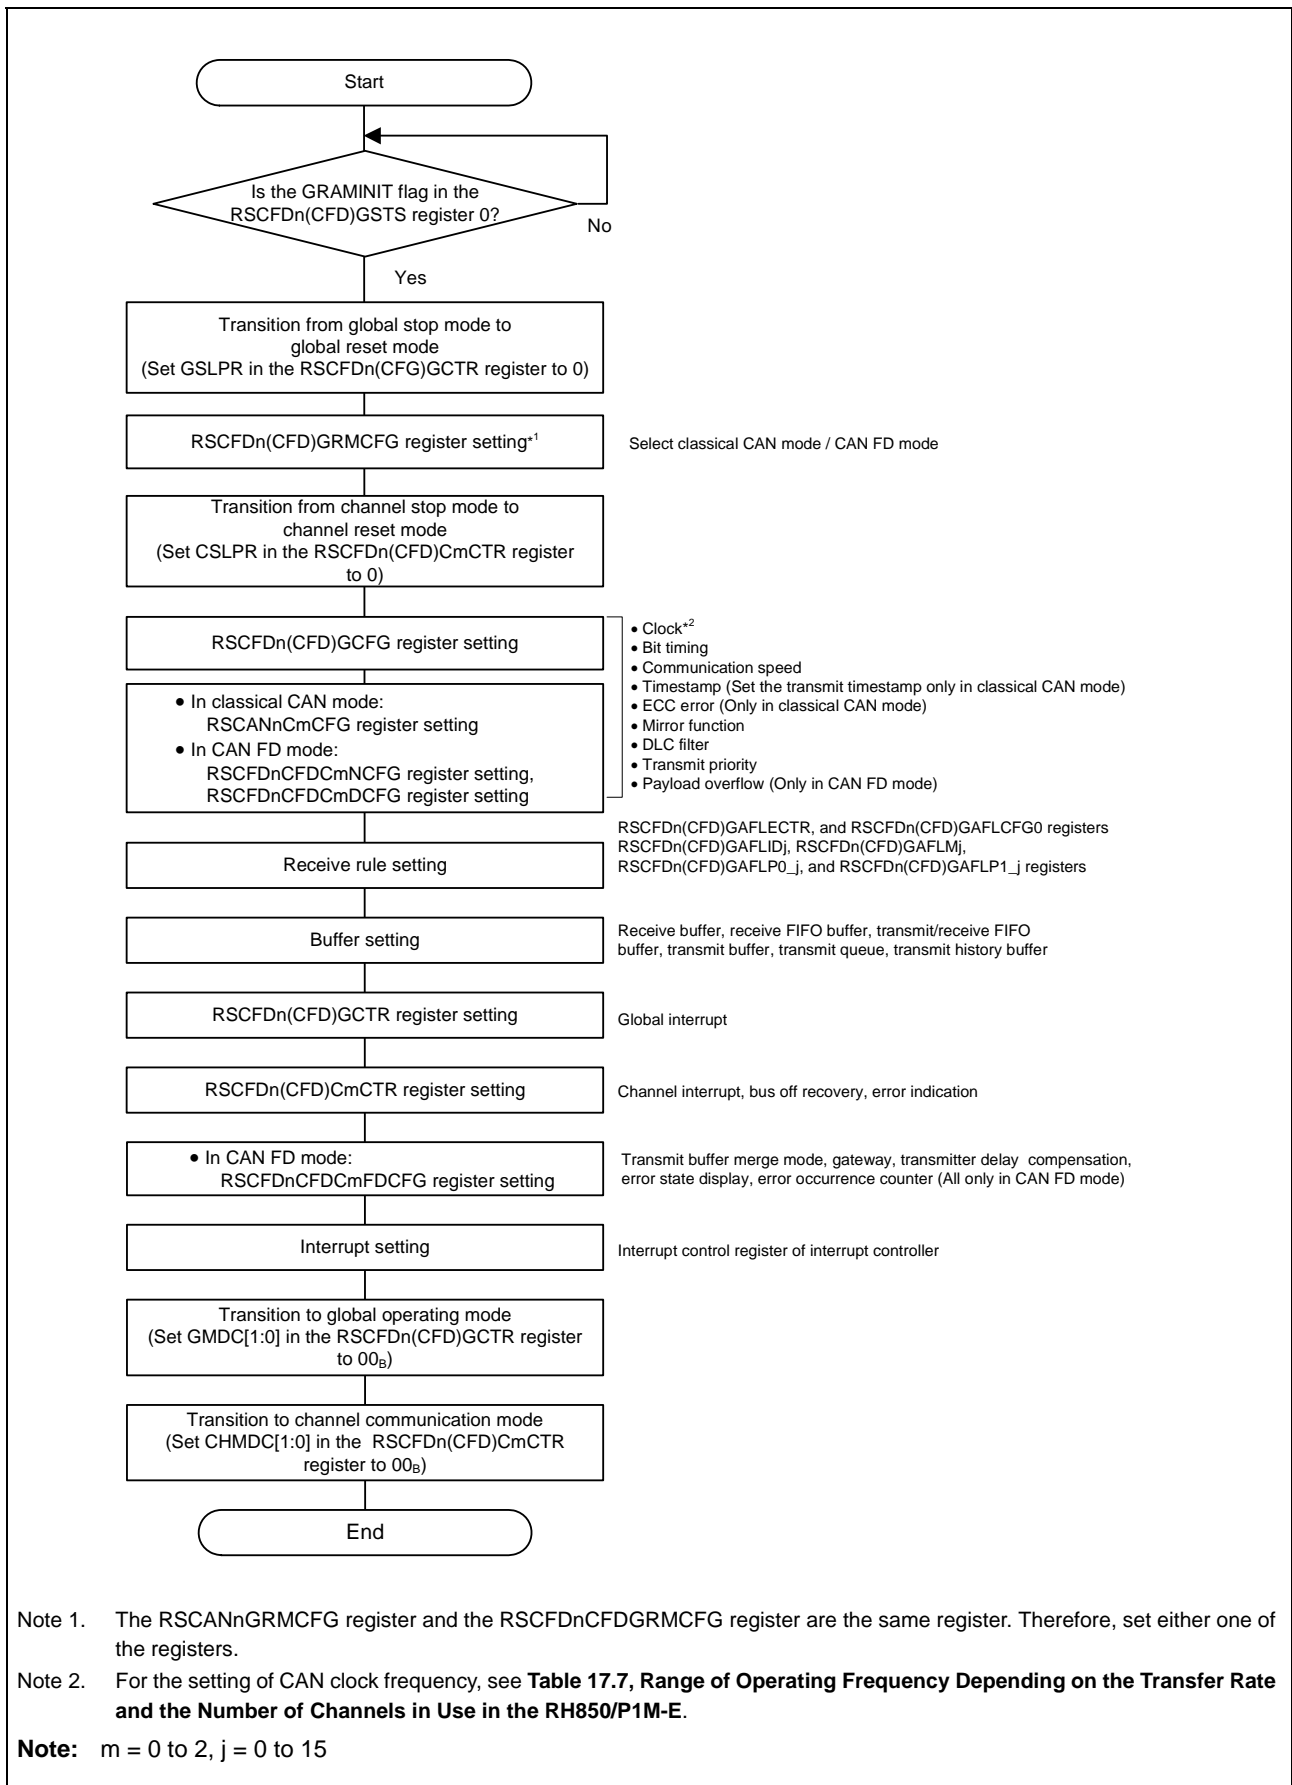 Start
Is the GRAMINIT flag in the
RSCFDn(CFD)GSTS register 0?
No
Yes
Transition from global stop mode to
global reset mode
(Set GSLPR in the RSCFDn(CFG)GCTR register to 0)
RSCFDn(CFD)GRMCFG register setting*1
Select classical CAN mode / CAN FD mode
Transition from channel stop mode to
channel reset mode
(Set CSLPR in the RSCFDn(CFD)CmCTR register
to 0)
RSCFDn(CFD)GCFG register setting
• In classical CAN mode:
RSCANnCmCFG register setting
• In CAN FD mode:
RSCFDnCFDCmNCFG register setting,
RSCFDnCFDCmDCFG register setting
• Clock*2
• Bit timing
• Communication speed
• Timestamp (Set the transmit timestamp only in classical CAN mode)
• ECC error (Only in classical CAN mode)
• Mirror function
• DLC filter
• Transmit priority
• Payload overflow (Only in CAN FD mode)
Receive rule setting
RSCFDn(CFD)GAFLECTR, and RSCFDn(CFD)GAFLCFG0 registers
RSCFDn(CFD)GAFLIDj, RSCFDn(CFD)GAFLMj,
RSCFDn(CFD)GAFLP0_j, and RSCFDn(CFD)GAFLP1_j registers
Buffer setting
Receive buffer, receive FIFO buffer, transmit/receive FIFO
buffer, transmit buffer, transmit queue, transmit history buffer
RSCFDn(CFD)GCTR register setting
Global interrupt
RSCFDn(CFD)CmCTR register setting
Channel interrupt, bus off recovery, error indication
• In CAN FD mode:
RSCFDnCFDCmFDCFG register setting
Transmit buffer merge mode, gateway, transmitter delay compensation,
error state display, error occurrence counter (All only in CAN FD mode)
Interrupt setting
Interrupt control register of interrupt controller
Transition to global operating mode
(Set GMDC[1:0] in the RSCFDn(CFD)GCTR register
to 00B)
Transition to channel communication mode
(Set CHMDC[1:0] in the RSCFDn(CFD)CmCTR
register to 00B)
End
Note 1. The RSCANnGRMCFG register and the RSCFDnCFDGRMCFG register are the same register. Therefore, set either one of
the registers.
Note 2. For the setting of CAN clock frequency, see Table 17.7, Range of Operating Frequency Depending on the Transfer Rate
and the Number of Channels in Use in the RH850/P1M-E.
Note: m = 0 to 2, j = 0 to 15